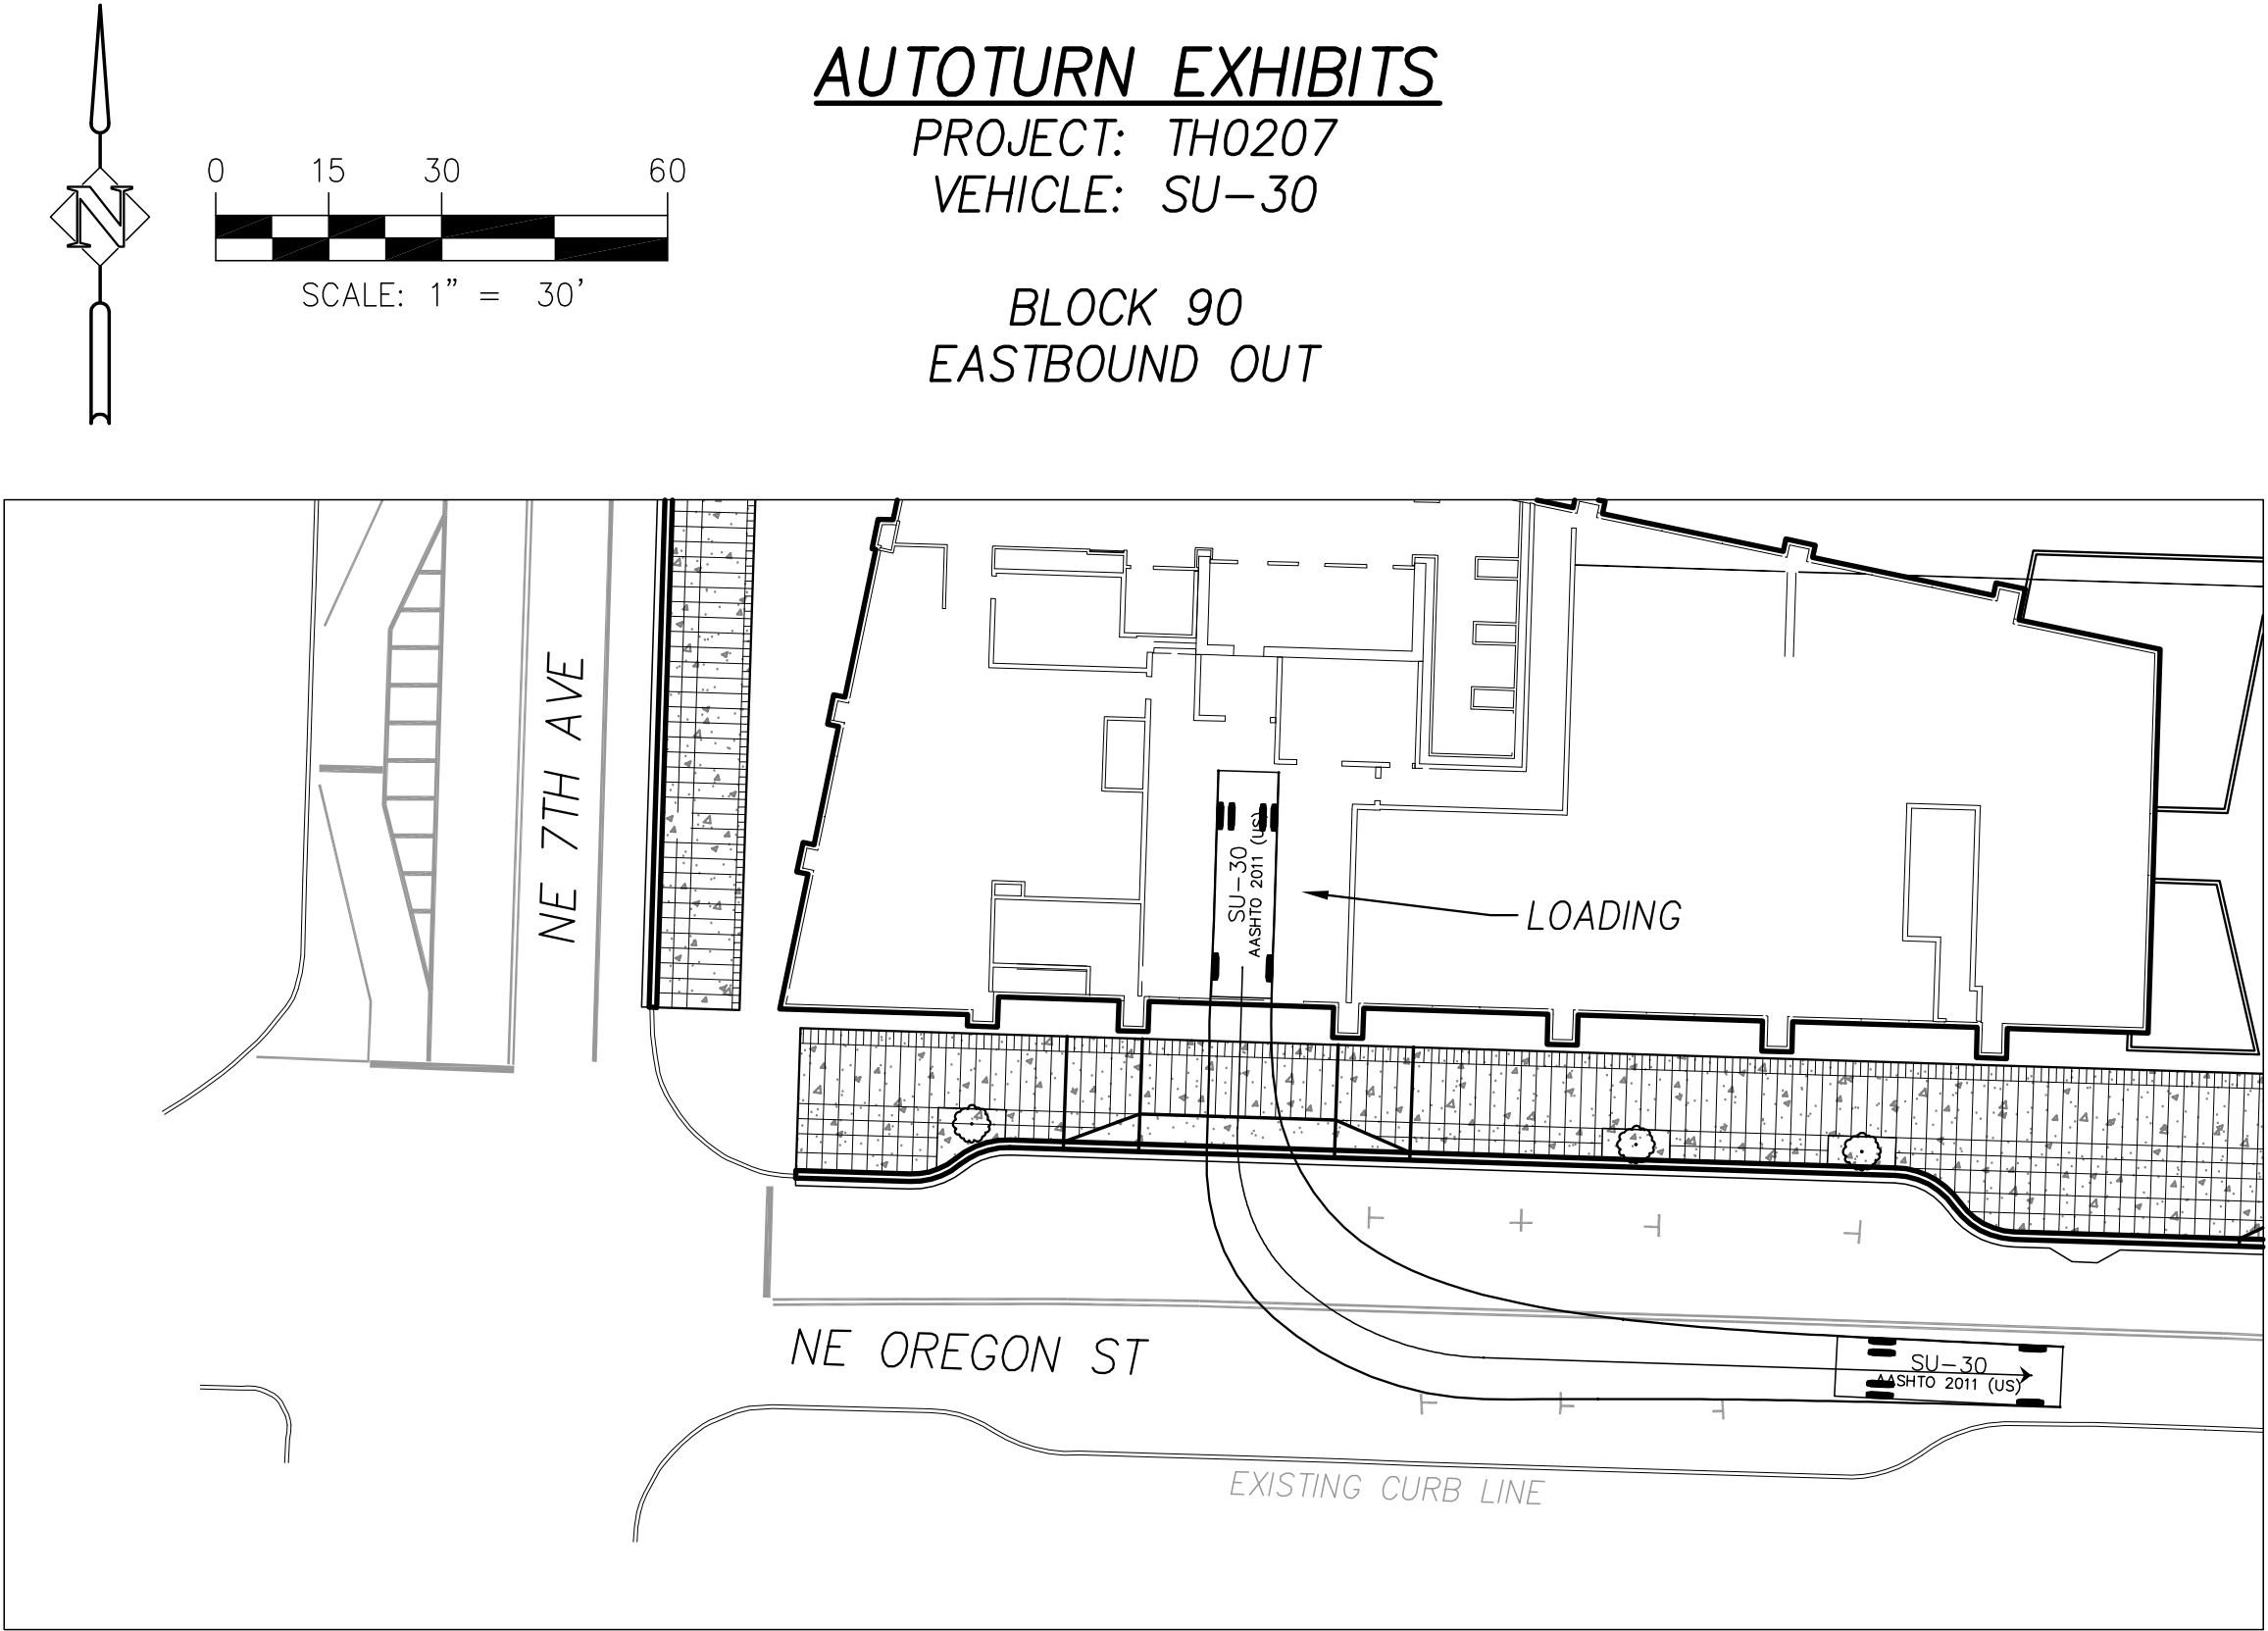 AUTOTURN EXHIBITS
PROJECT: TH0207
VEHICLE: SU-30
BLOCK 90
EASTBOUND OUT
N
0 15 30 60
SCALE: 1" = 30'
NE 7TH AVE
SU-30
AASHTO 2011 (US)
LOADING
NE OREGON ST
SU-30
AASHTO 2011 (US)
EXISTING CURB LINE